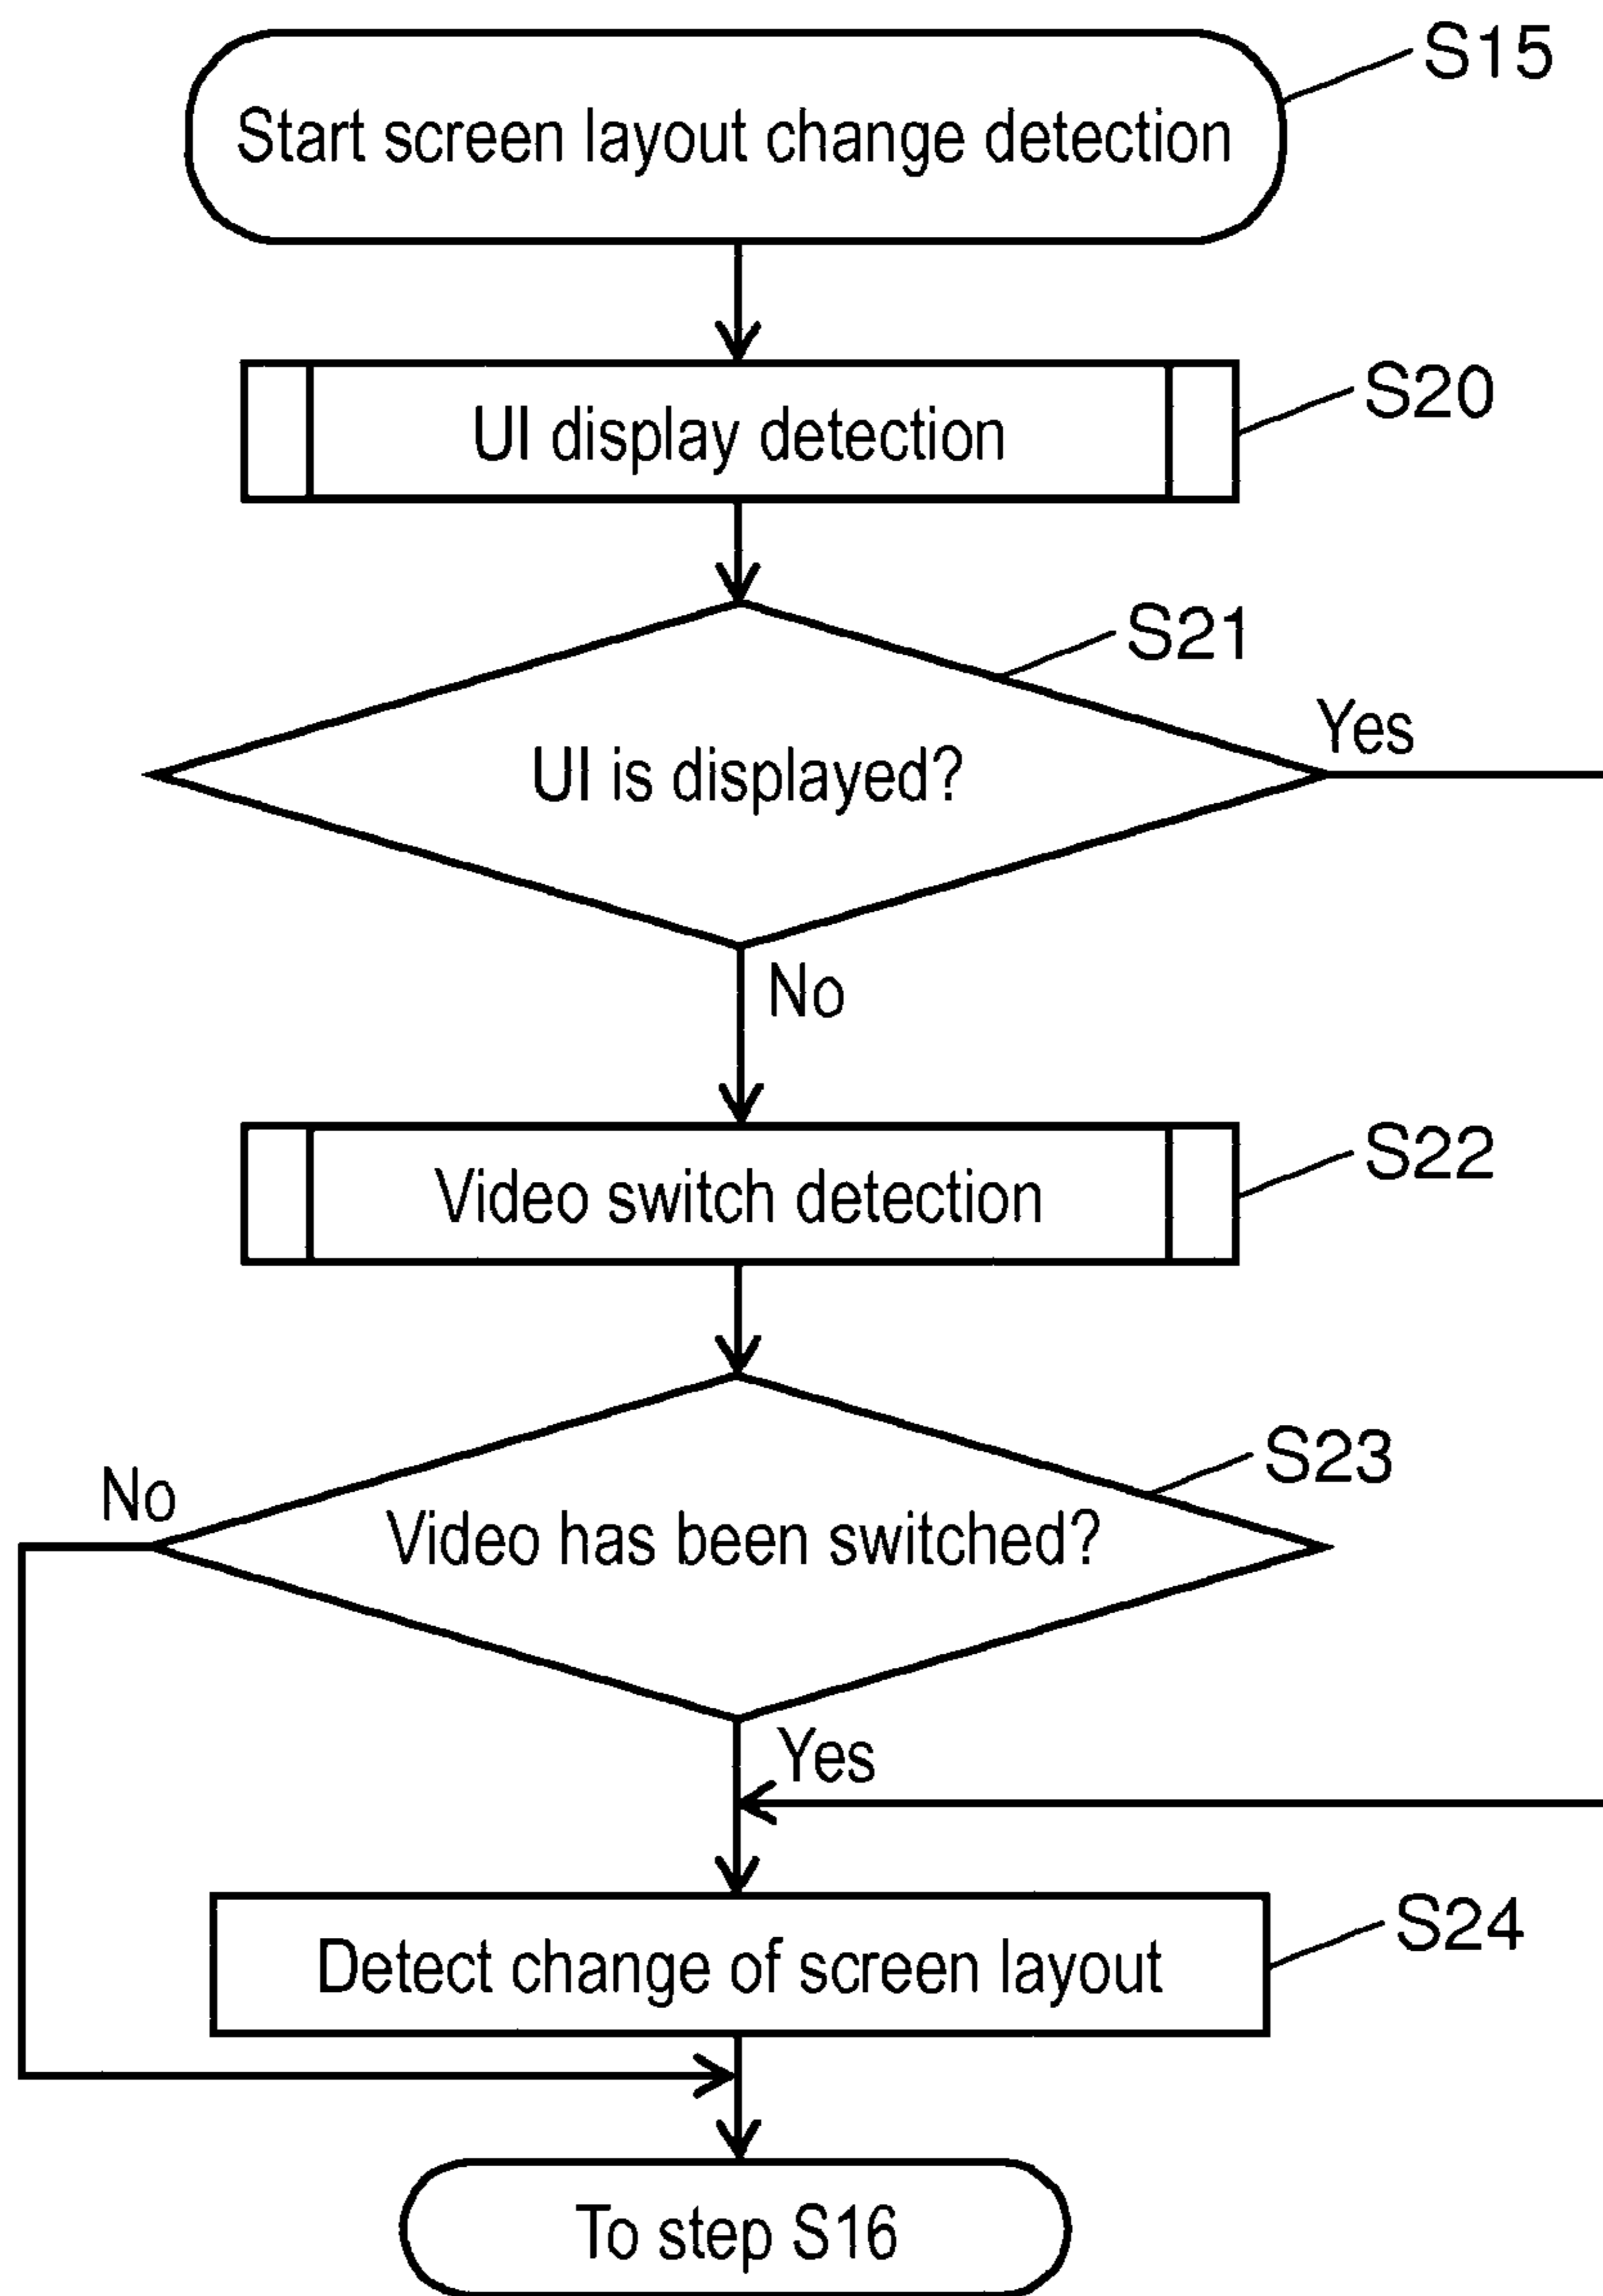 S15
Start screen layout change detection
S20
UI display detection
S21
UI is displayed?
Yes
No
S22
Video switch detection
S23
No
Video has been switched?
Yes
S24
Detect change of screen layout
To step S16